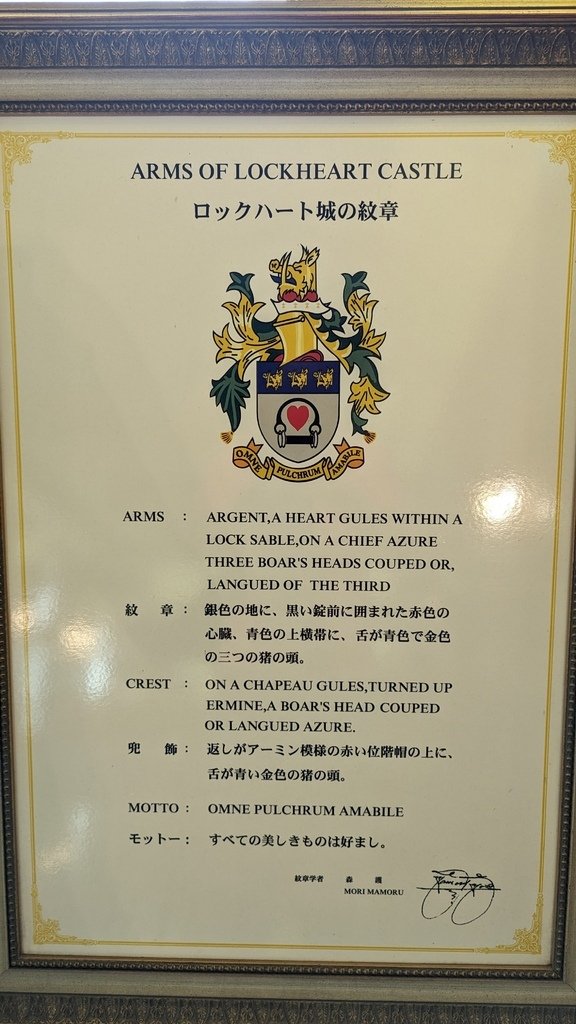 ARMS OF LOCKHEART CASTLE
ロックハート城の紋章
OMNE PULCHRUM AMABILE
ARMS : ARGENT,A HEART GULES WITHIN A
LOCK SABLE,ON A CHIEF AZURE
THREE BOAR'S HEADS COUPED OR,
LANGUED OF THE THIRD
紋 章 : 銀色の地に、黒い錠前に囲まれた赤色の
心臓、青色の上横帯に、舌が青色で金色
の三つの猪の頭。
CREST : ON A CHAPEAU GULES,TURNED UP
ERMINE,A BOAR'S HEAD COUPED
OR LANGUED AZURE.
兜 飾 : 返しがアーミン模様の赤い位階帽の上に、
舌が青い金色の猪の頭。
MOTTO : OMNE PULCHRUM AMABILE
モットー : すべての美しきものは好まし。
紋章学者 森 護
MORI MAMORU